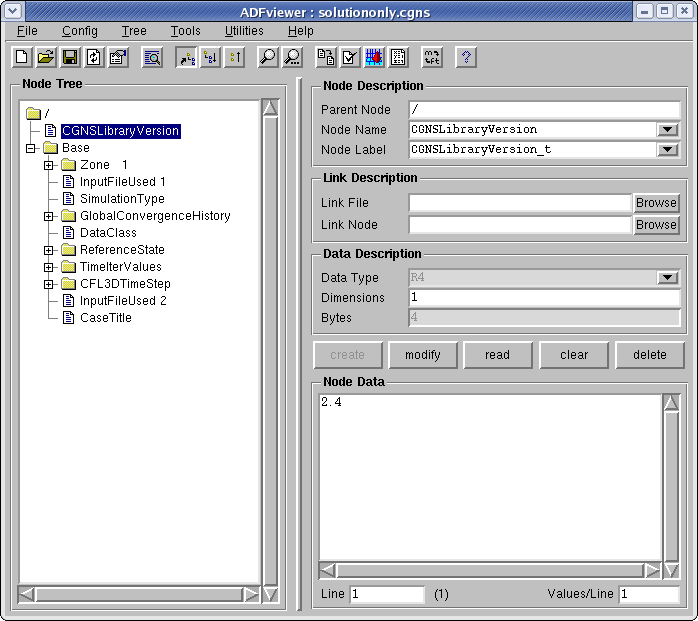 ADFviewer : solutiononly.cgns
File Config Tree Tools Utilities Help
Node Tree
/
CGNSLibraryVersion
Base
Zone 1
InputFileUsed 1
SimulationType
GlobalConvergenceHistory
DataClass
ReferenceState
TimeIterValues
CFL3DTimeStep
InputFileUsed 2
CaseTitle
Node Description
Parent Node /
Node Name CGNSLibraryVersion
Node Label CGNSLibraryVersion_t
Link Description
Link File Browse
Link Node Browse
Data Description
Data Type R4
Dimensions 1
Bytes 4
create modify read clear delete
Node Data
2.4
Line 1 (1) Values/Line 1